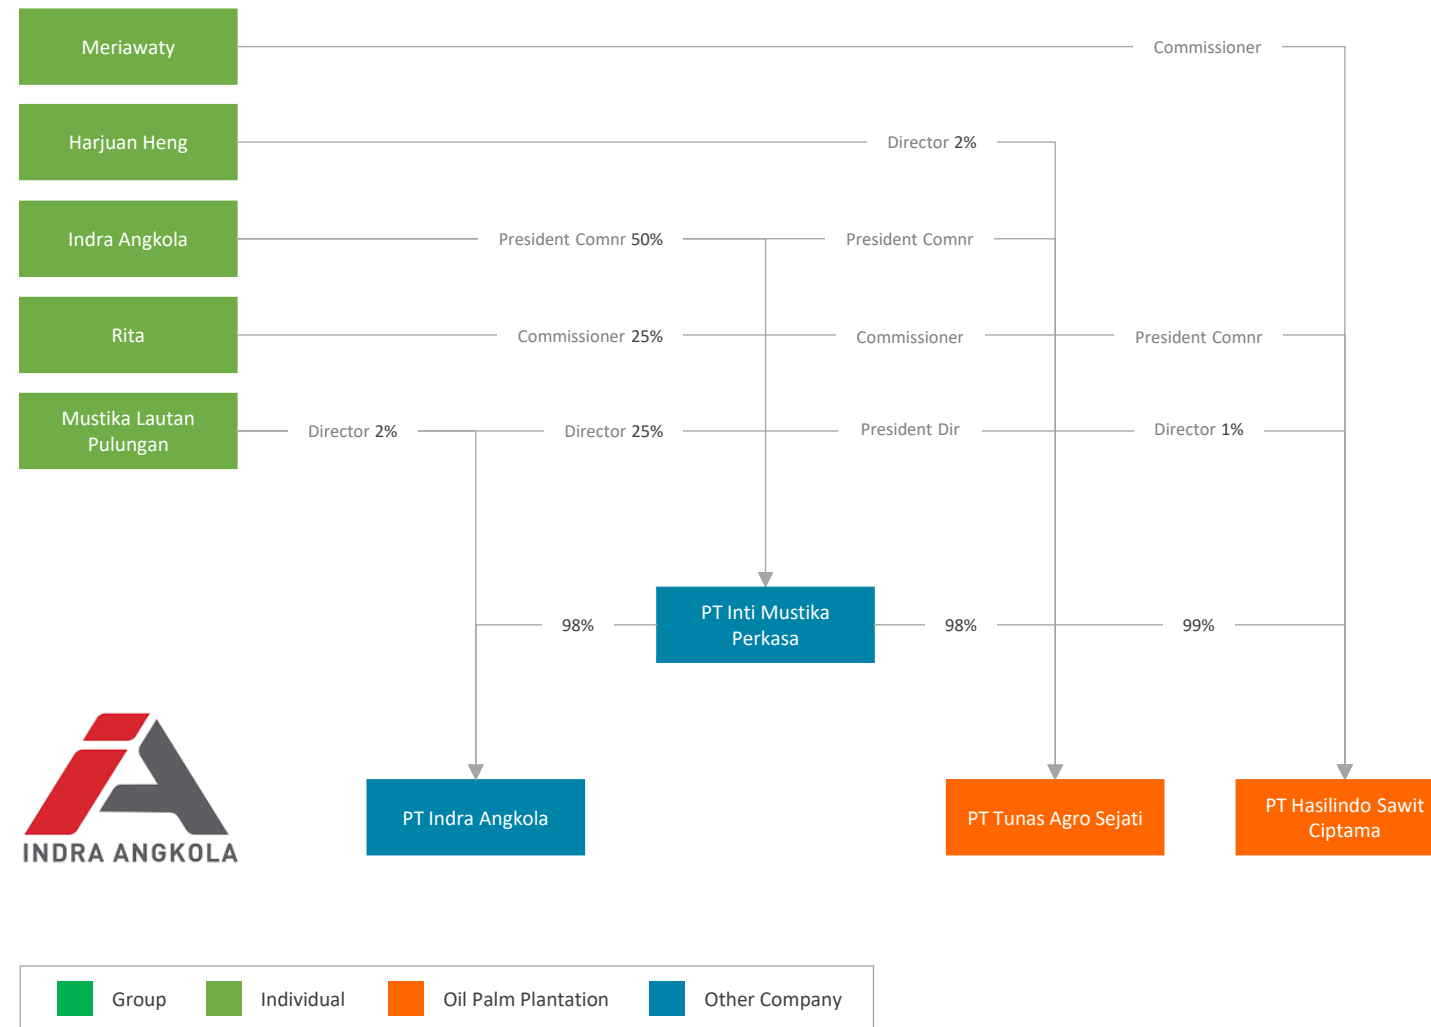 Meriawaty
Commissioner
Harjuan Heng
Director 2%
Indra Angkola
President Comnr 50%
President Comnr
Rita
Commissioner 25%
Commissioner
President Comnr
Mustika Lautan
Pulungan
Director 2%
Director 25%
President Dir
Director 1%
PT Inti Mustika
Perkasa
98%
98%
99%
PT Indra Angkola
PT Tunas Agro Sejati
PT Hasilindo Sawit
Ciptama
INDRA ANGKOLA
Group
Individual
Oil Palm Plantation
Other Company